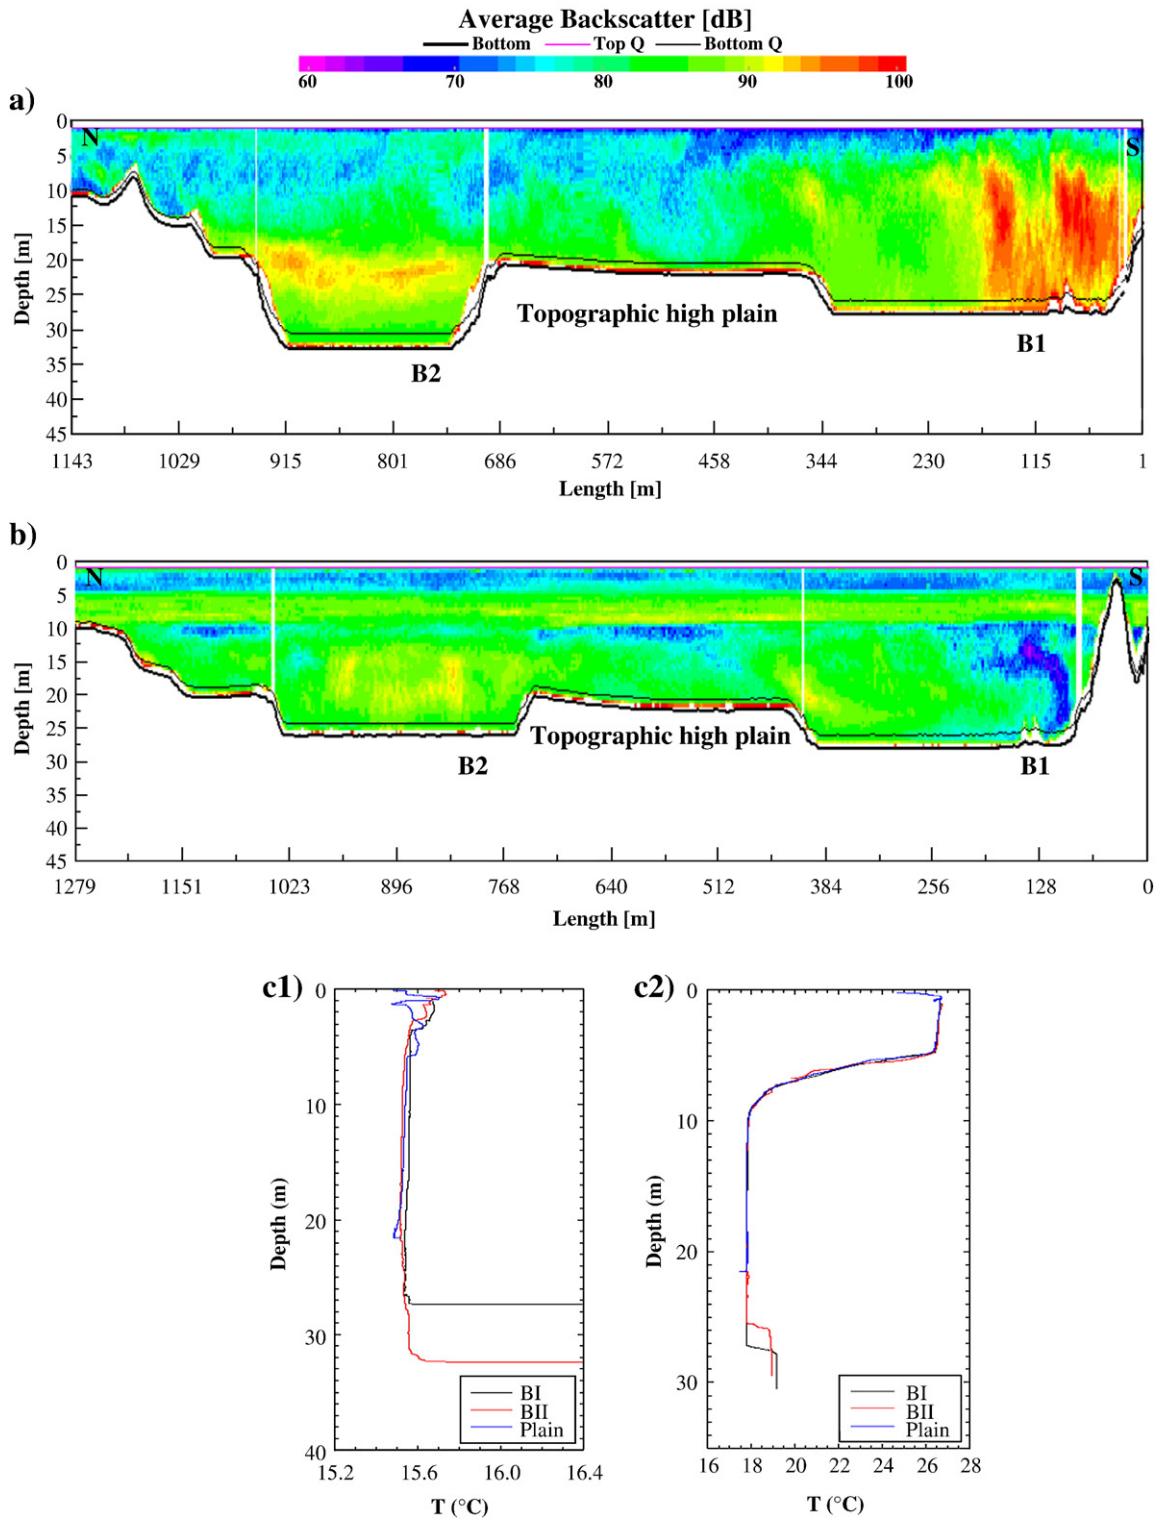 Average Backscatter [dB]
Bottom Top Q Bottom Q
60 70 80 90 100
a)
N S
0
5
10
15
20
25
30
35
40
45
Depth [m]
Topographic high plain
B2
B1
1143 1029 915 801 686 572 458 344 230 115 1
Length [m]
b)
N S
0
5
10
15
20
25
30
35
40
45
Depth [m]
Topographic high plain
B2
B1
1279 1151 1023 896 768 640 512 384 256 128 0
Length [m]
c1)
0
10
20
30
40
Depth (m)
BI
BII
Plain
15.2 15.6 16.0 16.4
T (°C)
c2)
0
10
20
30
Depth (m)
BI
BII
Plain
16 18 20 22 24 26 28
T (°C)